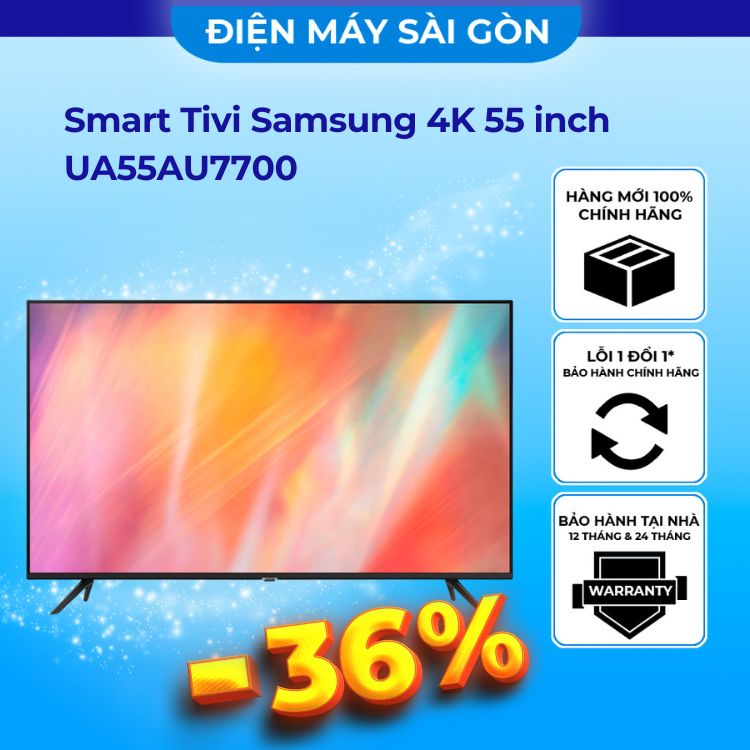 ĐIỆN MÁY SÀI GÒN
Smart Tivi Samsung 4K 55 inch
UA55AU7700
HÀNG MỚI 100%
CHÍNH HÃNG
LỖI 1 ĐỔI 1*
BẢO HÀNH CHÍNH HÃNG
BẢO HÀNH TẠI NHÀ
12 THÁNG & 24 THÁNG
WARRANTY
-36%